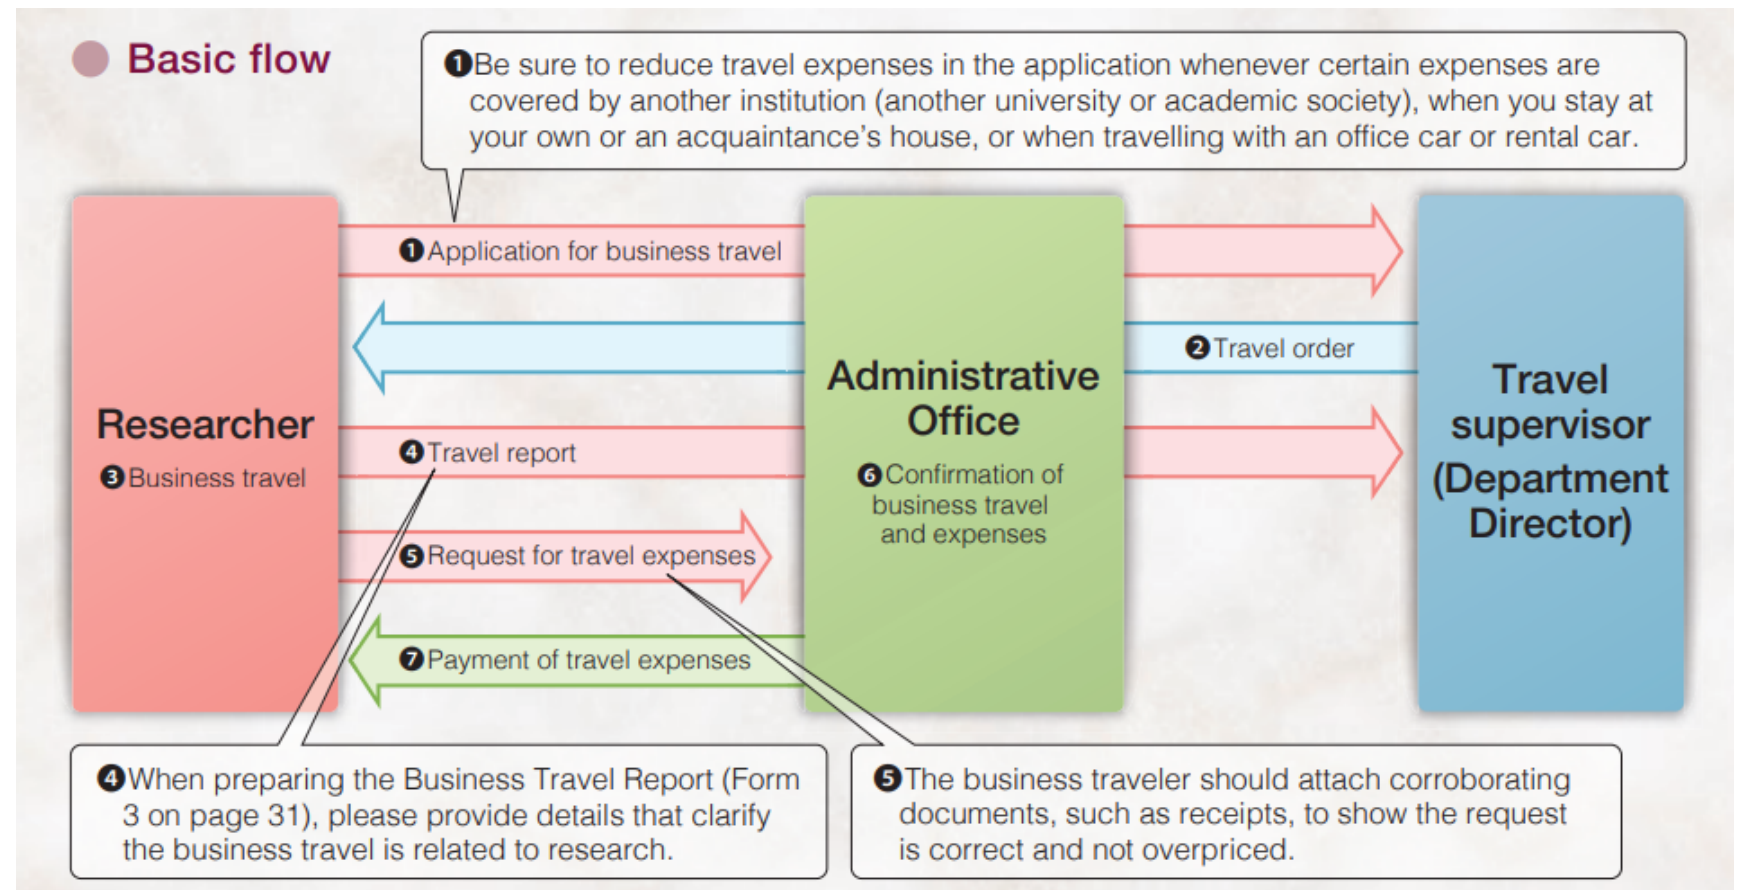 Basic flow
❶Be sure to reduce travel expenses in the application whenever certain expenses are
covered by another institution (another university or academic society), when you stay at
your own or an acquaintance's house, or when travelling with an office car or rental car.
❶Application for business travel
❷Travel order
Researcher
❸Business travel
Administrative
Office
❻Confirmation of
business travel
and expenses
Travel
supervisor
(Department
Director)
❹Travel report
❺Request for travel expenses
❼Payment of travel expenses
❹When preparing the Business Travel Report (Form
3 on page 31), please provide details that clarify
the business travel is related to research.
❺The business traveler should attach corroborating
documents, such as receipts, to show the request
is correct and not overpriced.